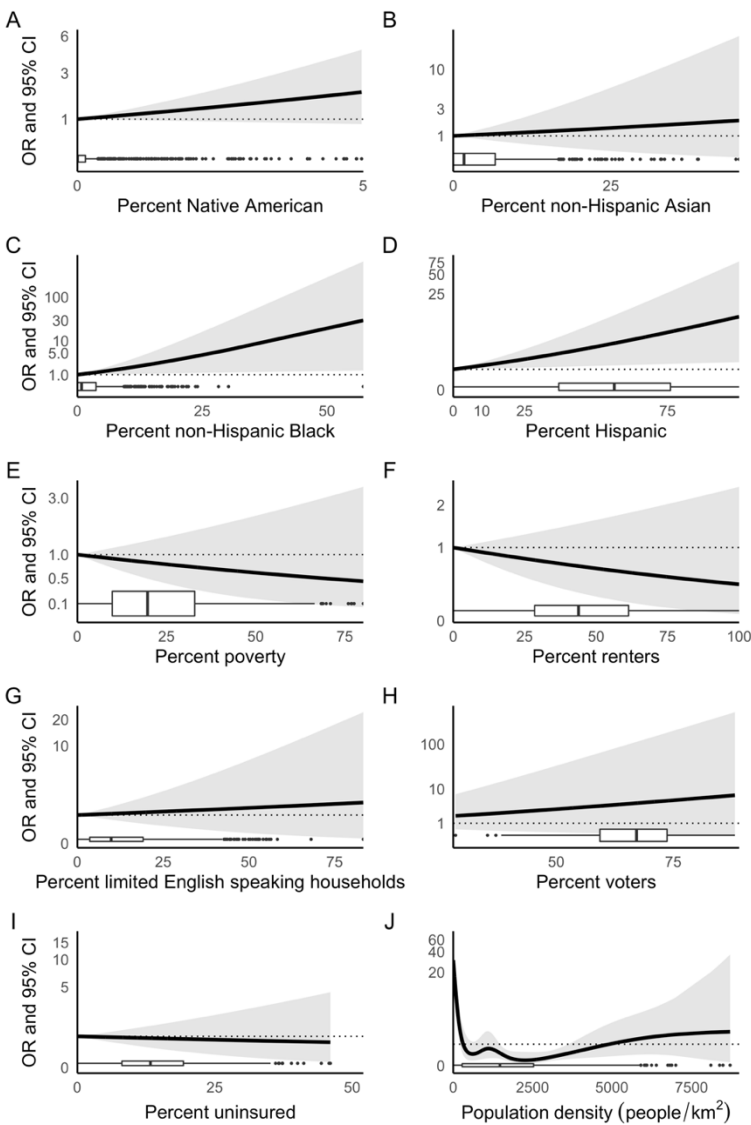 A
B
OR and 95% CI
6
3
1
0
5
Percent Native American
10
3
1
0
25
Percent non-Hispanic Asian
C
D
OR and 95% CI
100
30
10
5.0
1.0
0
25
50
Percent non-Hispanic Black
75
50
25
0
0
10
75
Percent Hispanic
E
F
OR and 95% CI
3.0
1.0
0.5
0.1
0
25
50
75
Percent poverty
2
1
0
0
25
50
75
100
Percent renters
G
H
OR and 95% CI
20
10
0
0
25
50
75
Percent limited English speaking households
100
10
1
50
75
Percent voters
I
J
OR and 95% CI
15
10
5
0
0
25
50
Percent uninsured
60
40
20
0
0
2500
5000
7500
Population density (people/km²)